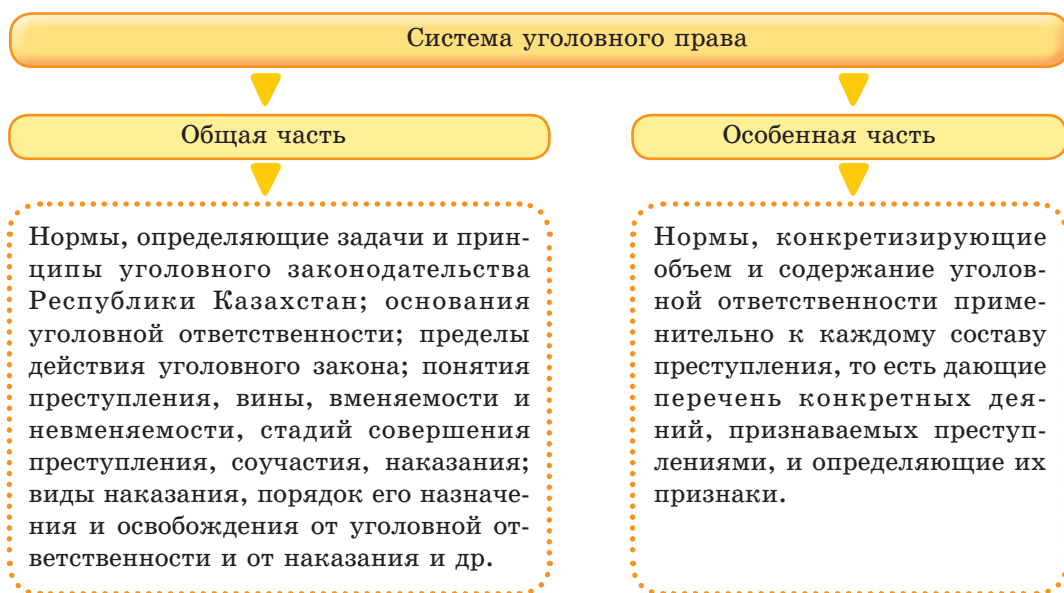 Система уголовного права
Общая часть
Нормы, определяющие задачи и прин-
ципы уголовного законодательства
Республики Казахстан; основания
уголовной ответственности; пределы
действия уголовного закона; понятия
преступления, вины, вменяемости и
невменяемости, стадий совершения
преступления, соучастия, наказания;
виды наказания, порядок его назначе-
ния и освобождения от уголовной от-
ветственности и от наказания и др.
Особенная часть
Нормы, конкретизирующие
объем и содержание уголов-
ной ответственности приме-
нительно к каждому составу
преступления, то есть дающие
перечень конкретных дея-
ний, признаваемых преступ-
лениями, и определяющие их
признаки.